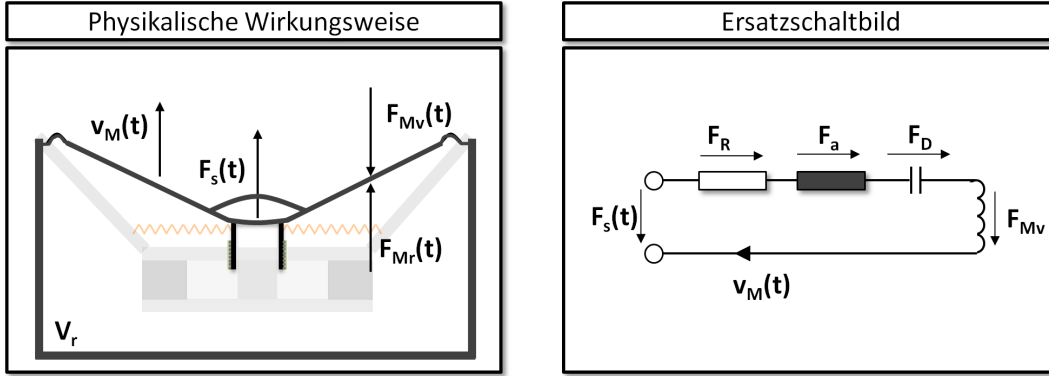 Physikalische Wirkungsweise
v_M(t)
F_s(t)
F_Mv(t)
F_Mr(t)
V_r
Ersatzschaltbild
F_R
F_a
F_D
F_s(t)
F_Mv
v_M(t)